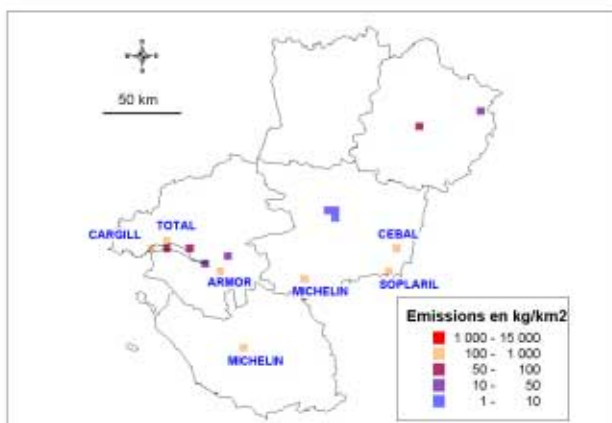 50 km
TOTAL
CARGILL
CEBAL
ARMOR
MICHELIN
SOPLARIL
MICHELIN
Emissions en kg/km2
1 000 - 15 000
100 - 1 000
50 - 100
10 - 50
1 - 10